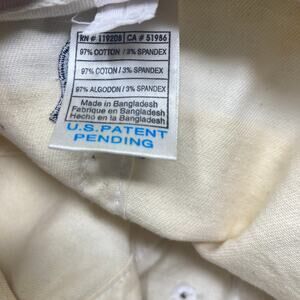 RN # 119208 | CA # 51986
97% COTTON / 3% SPANDEX
97% COTON / 3% SPANDEX
97% ALGODON / 3% SPANDEX
Made in Bangladesh
Fabrique en Bangladesh
Hecho en la Bangladesh
U.S. PATENT
PENDING